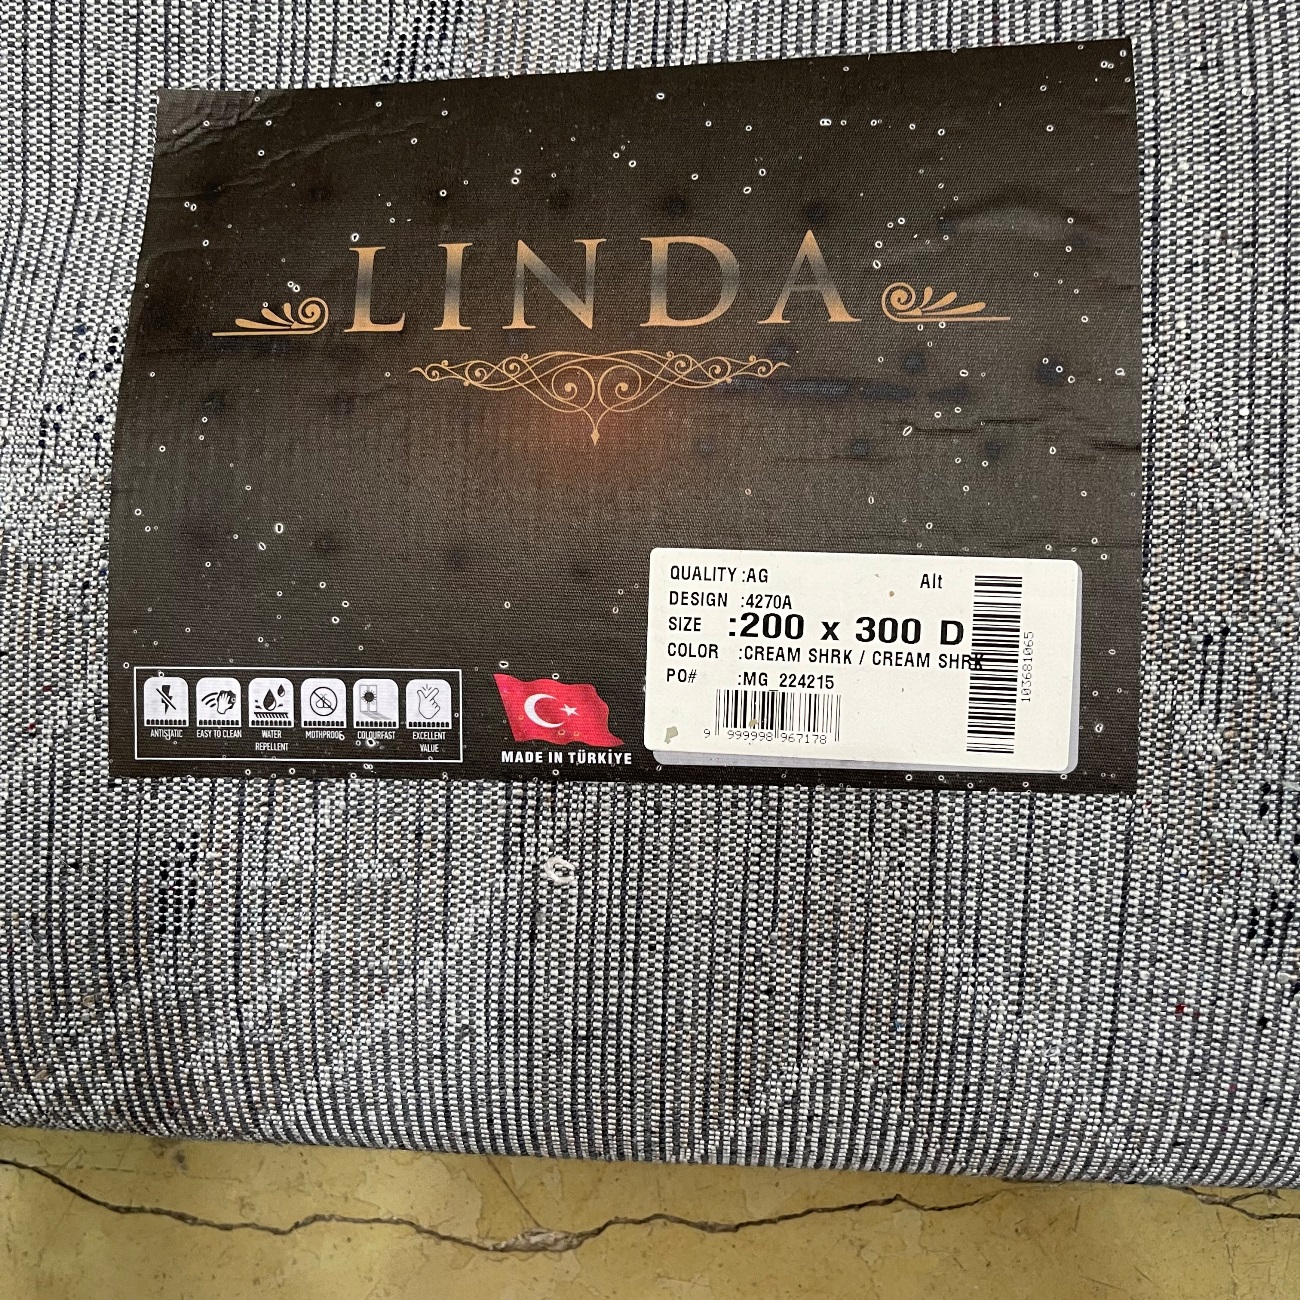 LINDA
QUALITY :AG Alt
DESIGN :4270A
SIZE :200 x 300 D
COLOR :CREAM SHRK / CREAM SHRK
PO# :MG 224215
9 999998 967178
103681065
ANTISTATIC
EASY TO CLEAN
WATER
REPELLENT
MOTHPROOF
COLOURFAST
EXCELLENT
VALUE
MADE IN TÜRKİYE